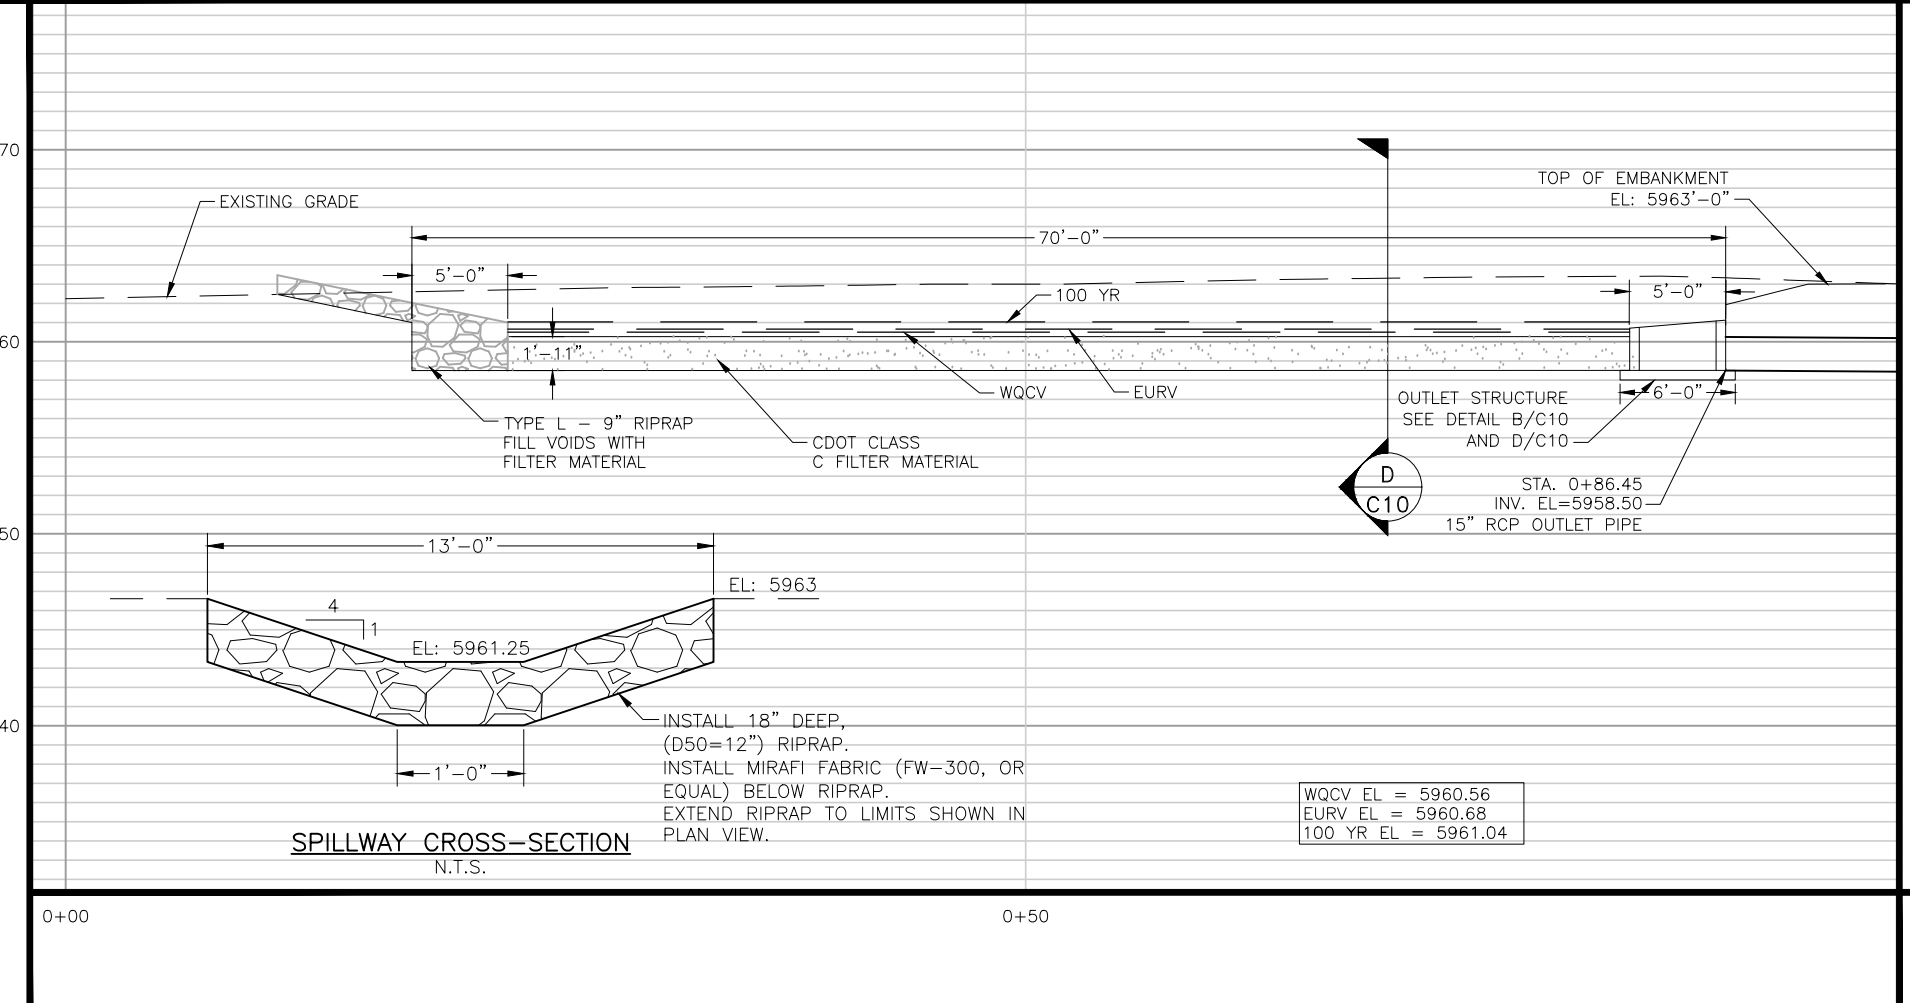 70
TOP OF EMBANKMENT
EL: 5963'-0"
EXISTING GRADE
70'-0"
5'-0"
100 YR
5'-0"
60
1'-11"
WQCV
EURV
6'-0"
OUTLET STRUCTURE
SEE DETAIL B/C10
AND D/C10
TYPE L - 9" RIPRAP
FILL VOIDS WITH
FILTER MATERIAL
CDOT CLASS
C FILTER MATERIAL
D
C10
STA. 0+86.45
INV. EL=5958.50
15" RCP OUTLET PIPE
50
13'-0"
EL: 5963
4
1
EL: 5961.25
40
INSTALL 18" DEEP,
(D50=12") RIPRAP.
INSTALL MIRAFI FABRIC (FW-300, OR
EQUAL) BELOW RIPRAP.
EXTEND RIPRAP TO LIMITS SHOWN IN
PLAN VIEW.
1'-0"
SPILLWAY CROSS-SECTION
N.T.S.
WQCV EL = 5960.56
EURV EL = 5960.68
100 YR EL = 5961.04
0+00
0+50